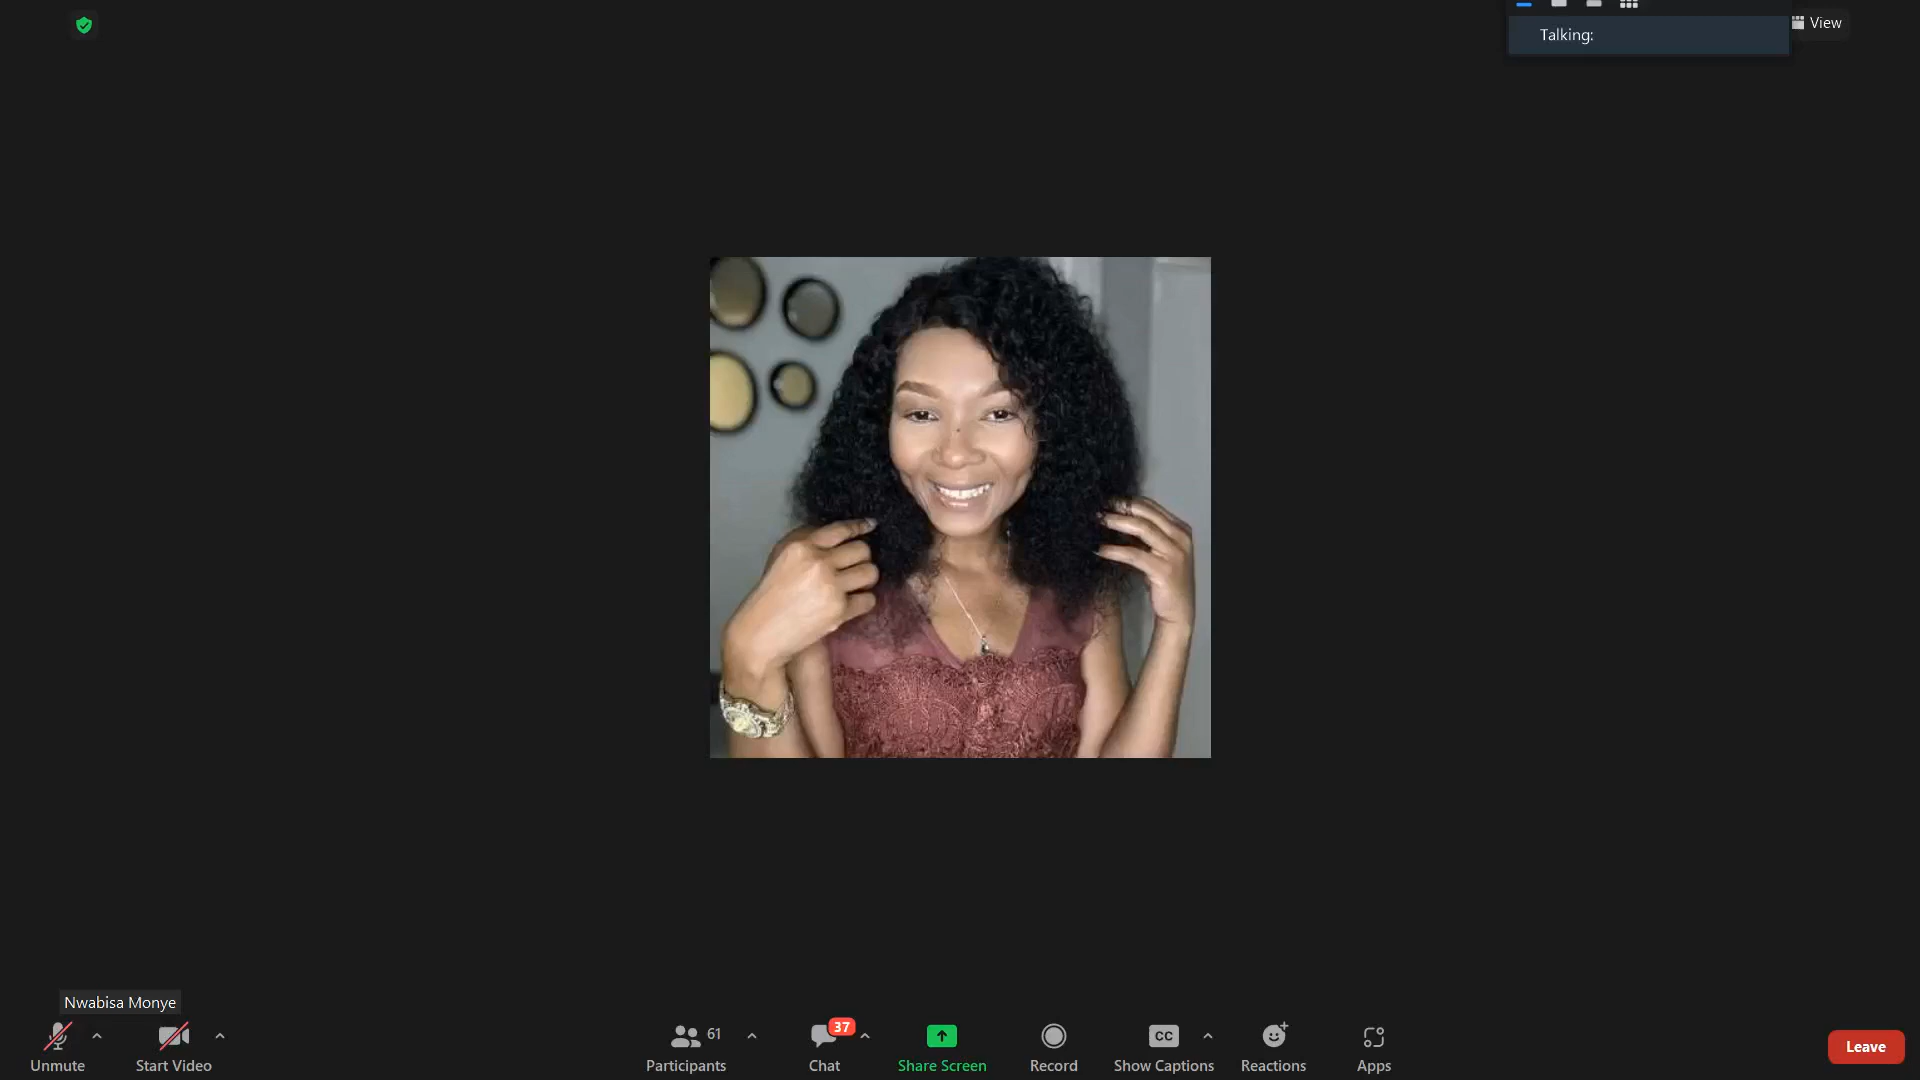 View
Talking:
Nwabisa Monye
Unmute
Start Video
61
Participants
37
Chat
Share Screen
Record
CC
Show Captions
Reactions
Apps
Leave